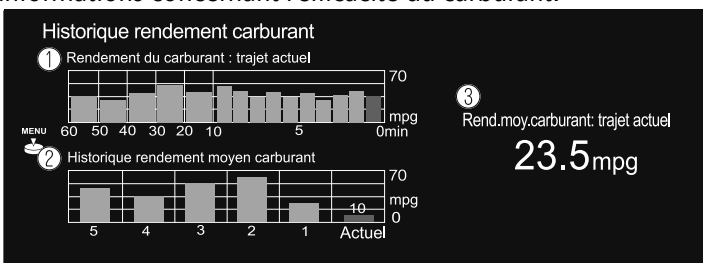 Historique rendement carburant
1 Rendement du carburant : trajet actuel
70
mpg
60 50 40 30 20 10 5 0min
MENU
2 Historique rendement moyen carburant
70
mpg
10
0
5 4 3 2 1 Actuel
3
Rend.moy.carburant: trajet actuel
23.5mpg